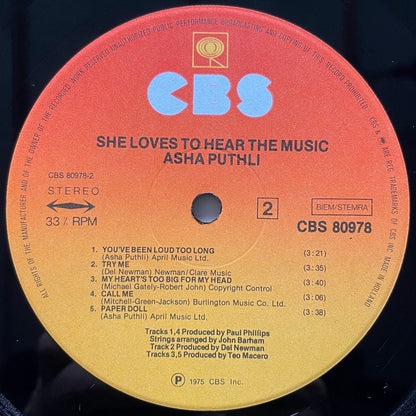 ALL RIGHTS OF THE MANUFACTURER AND OF THE OWNER OF THE RECORDED WORK RESERVED UNAUTHORIZED PUBLIC PERFORMANCE BROADCASTING AND COPYING OF THIS RECORD PROHIBITED
CBS & ARE REG. TRADEMARKS OF CBS INC. MADE IN HOLLAND
CBS
SHE LOVES TO HEAR THE MUSIC
ASHA PUTHLI
CBS 80978-2
STEREO
33⅓ RPM
2
BIEM/STEMRA
CBS 80978
1 YOU'VE BEEN LOUD TOO LONG (3:21)
(Asha Puthli) April Music Ltd.
2 TRY ME (3:35)
(Del Newman) Newman/Clare Music
3 MY HEART'S TOO BIG FOR MY HEAD (3:40)
(Michael Gately-Robert John) Copyright Control
4 CALL ME (3:06)
(Mitchell-Green-Jackson) Burlington Music Co. Ltd.
5 PAPER DOLL (3:38)
(Asha Puthli) April Music Ltd.
Tracks 1,4 Produced by Paul Phillips
Strings arranged by John Barham
Track 2 Produced by Del Newman
Tracks 3,5 Produced by Teo Macero
Ⓟ 1975 CBS Inc.